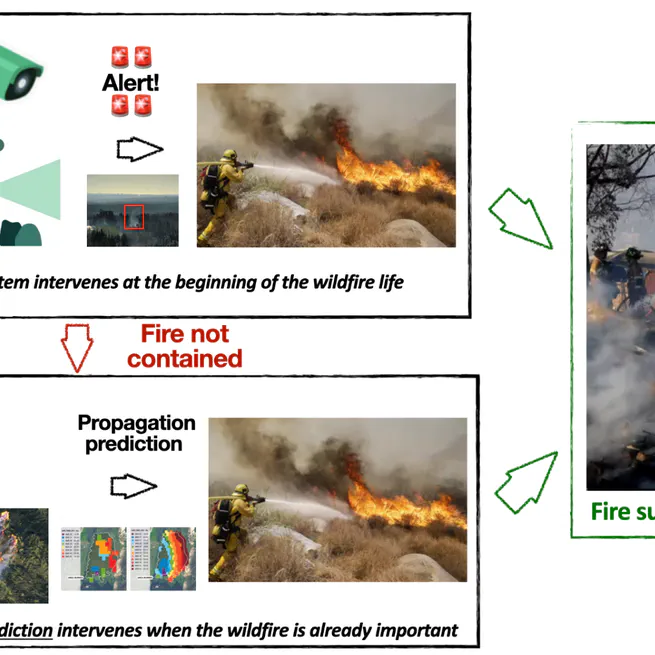 Alert!
tem intervenes at the beginning of the wildfire life
Fire not
contained
Propagation
prediction
Fire su
diction intervenes when the wildfire is already important